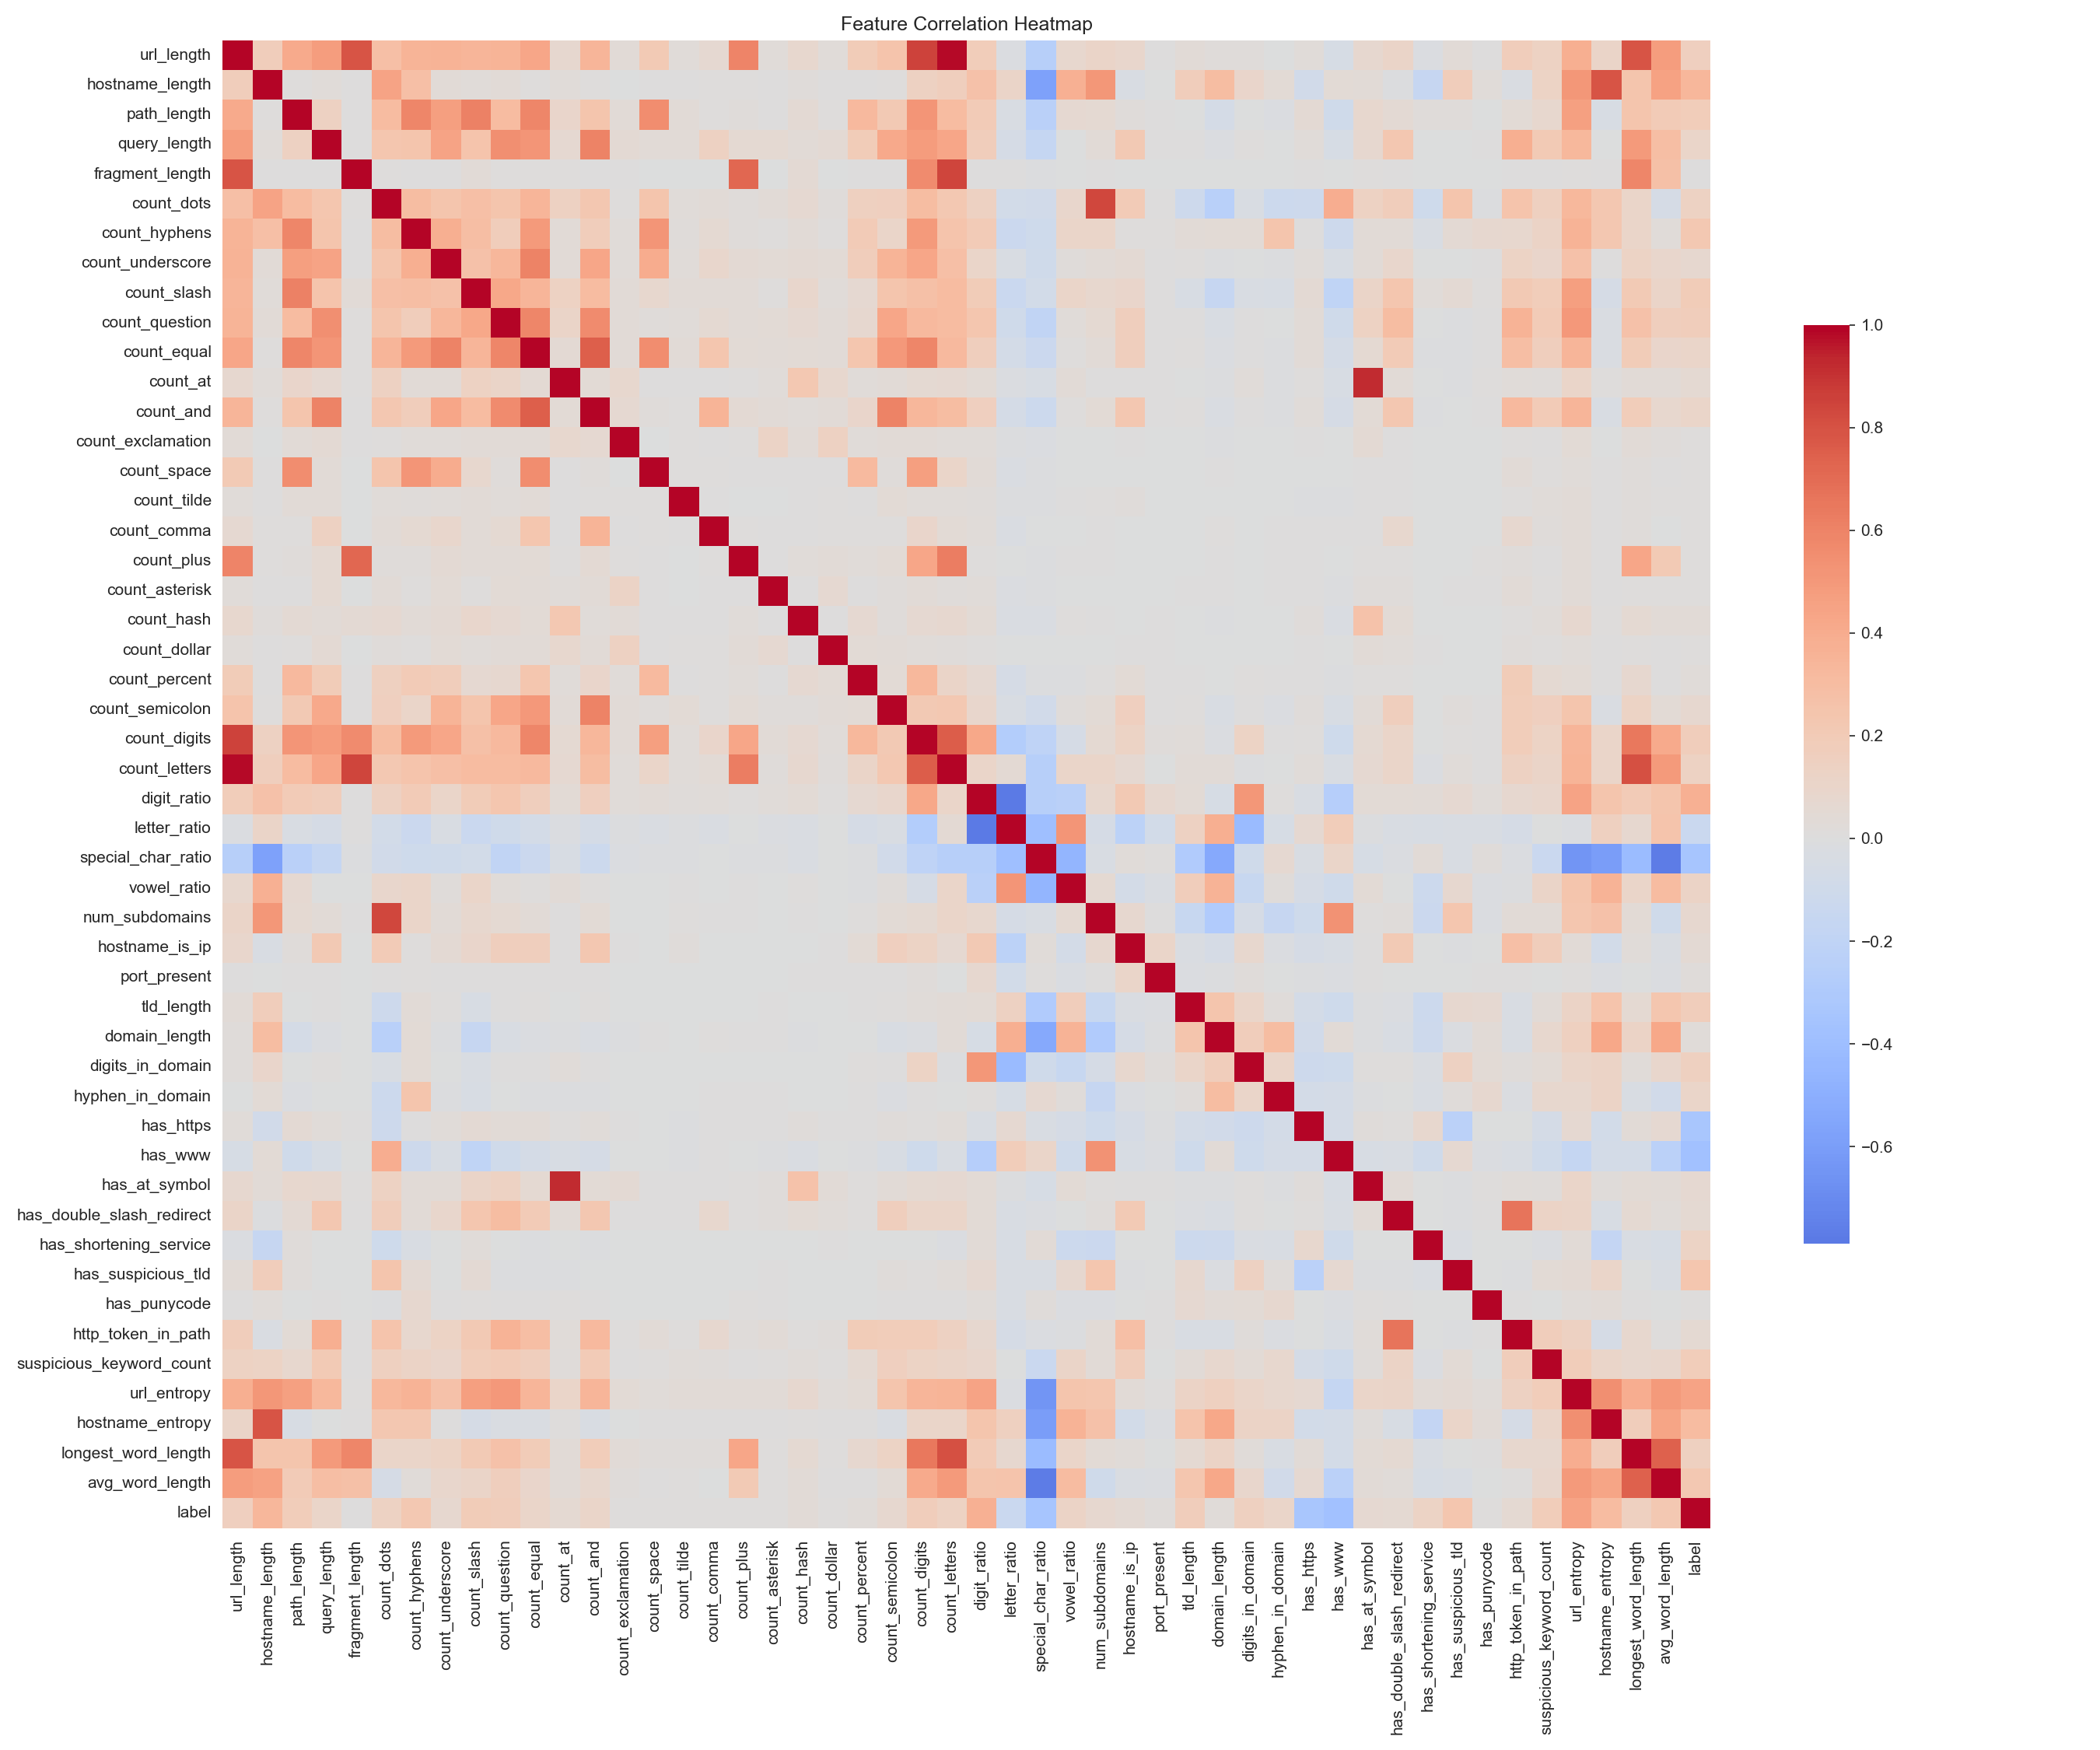 Feature Correlation Heatmap
url_length
hostname_length
path_length
query_length
fragment_length
count_dots
count_hyphens
count_underscore
count_slash
count_question
count_equal
count_at
count_and
count_exclamation
count_space
count_tilde
count_comma
count_plus
count_asterisk
count_hash
count_dollar
count_percent
count_semicolon
count_digits
count_letters
digit_ratio
letter_ratio
special_char_ratio
vowel_ratio
num_subdomains
hostname_is_ip
port_present
tld_length
domain_length
digits_in_domain
hyphen_in_domain
has_https
has_www
has_at_symbol
has_double_slash_redirect
has_shortening_service
has_suspicious_tld
has_punycode
http_token_in_path
suspicious_keyword_count
url_entropy
hostname_entropy
longest_word_length
avg_word_length
label
url_length
hostname_length
path_length
query_length
fragment_length
count_dots
count_hyphens
count_underscore
count_slash
count_question
count_equal
count_at
count_and
count_exclamation
count_space
count_tilde
count_comma
count_plus
count_asterisk
count_hash
count_dollar
count_percent
count_semicolon
count_digits
count_letters
digit_ratio
letter_ratio
special_char_ratio
vowel_ratio
num_subdomains
hostname_is_ip
port_present
tld_length
domain_length
digits_in_domain
hyphen_in_domain
has_https
has_www
has_at_symbol
has_double_slash_redirect
has_shortening_service
has_suspicious_tld
has_punycode
http_token_in_path
suspicious_keyword_count
url_entropy
hostname_entropy
longest_word_length
avg_word_length
label
1.0
0.8
0.6
0.4
0.2
0.0
−0.2
−0.4
−0.6